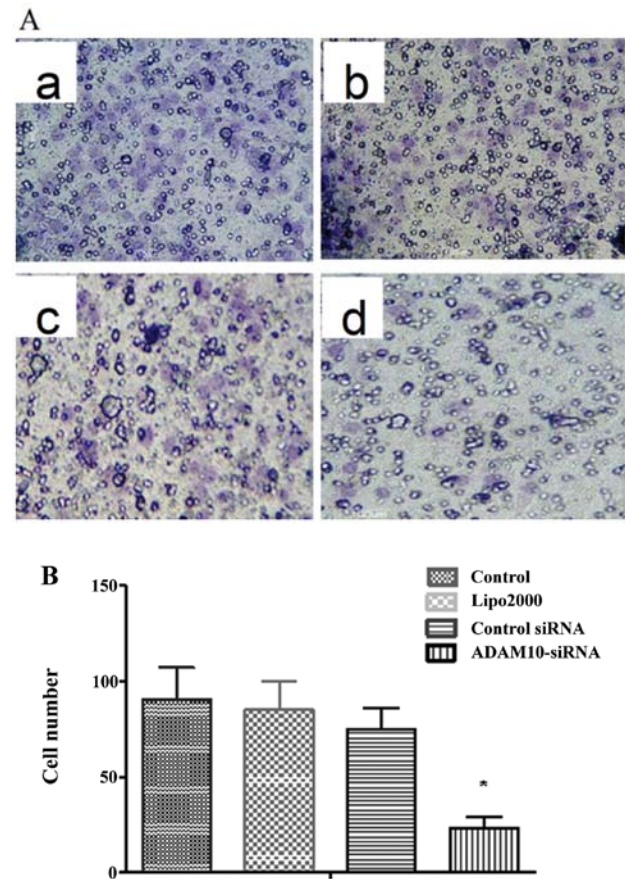 A
a
b
c
d
B
150
100
50
0
Cell number
Control
Lipo2000
Control siRNA
ADAM10-siRNA
*